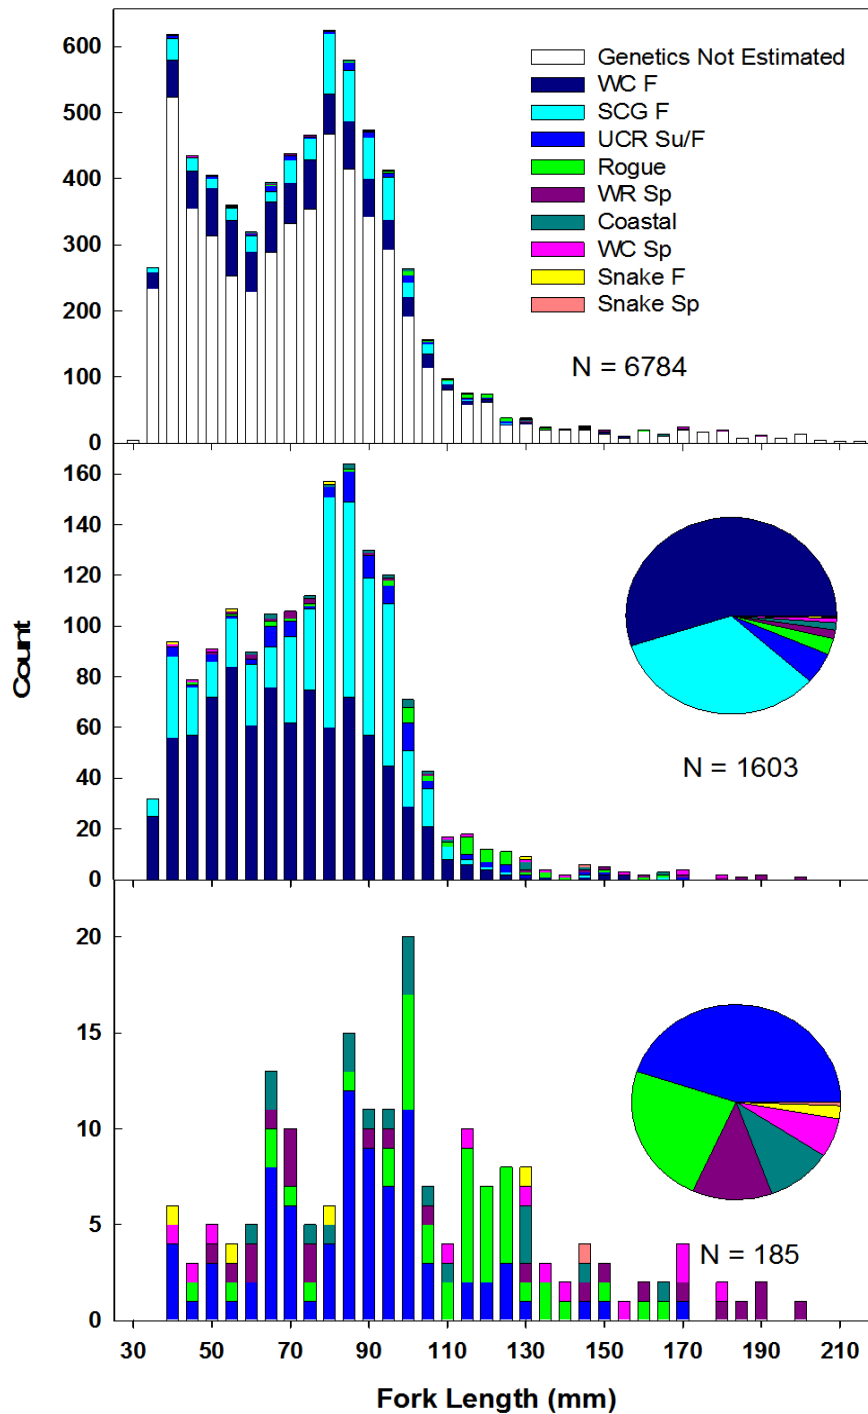 600
500
400
300
200
100
0
Genetics Not Estimated
WC F
SCG F
UCR Su/F
Rogue
WR Sp
Coastal
WC Sp
Snake F
Snake Sp
N = 6784
160
140
120
100
80
60
40
20
0
Count
N = 1603
20
15
10
5
0
N = 185
30 50 70 90 110 130 150 170 190 210
Fork Length (mm)